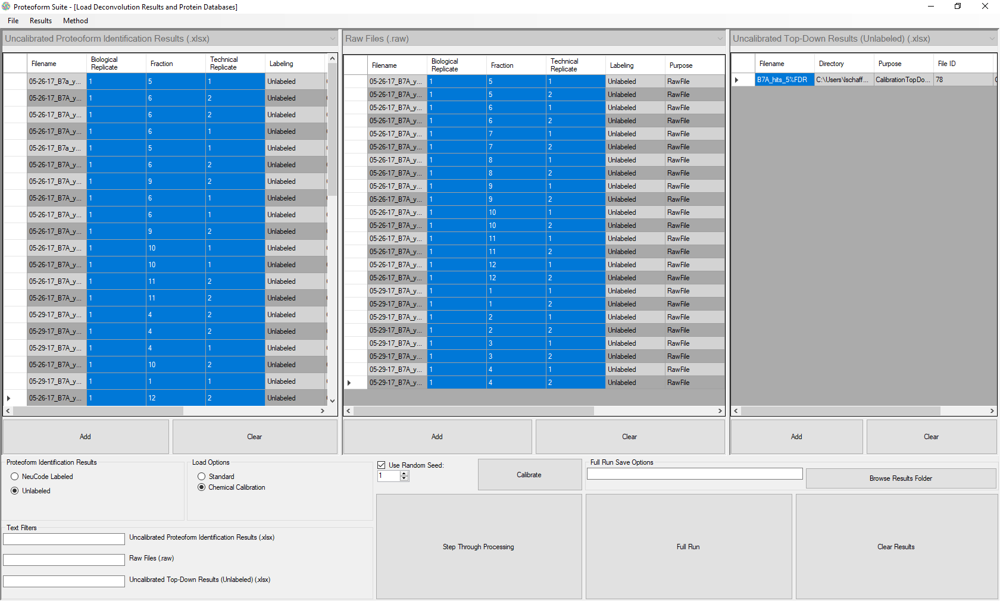 Proteoform Suite - [Load Deconvolution Results and Protein Databases]
File Results Method
Uncalibrated Proteoform Identification Results (.xlsx)
Filename Biological Replicate Fraction Technical Replicate Labeling
05-26-17_B7a_y... 1 5 1 Unlabeled
05-26-17_B7A_y... 1 6 2 Unlabeled
05-26-17_B7A_y... 1 6 2 Unlabeled
05-26-17_B7A_y... 1 6 1 Unlabeled
05-26-17_B7a_y... 1 5 1 Unlabeled
05-26-17_B7A_y... 1 6 2 Unlabeled
05-26-17_B7A_y... 1 9 2 Unlabeled
05-26-17_B7A_y... 1 6 1 Unlabeled
05-26-17_B7A_y... 1 6 1 Unlabeled
05-26-17_B7A_y... 1 9 2 Unlabeled
05-26-17_B7A_y... 1 10 1 Unlabeled
05-26-17_B7A_y... 1 10 1 Unlabeled
05-26-17_B7A_y... 1 11 2 Unlabeled
05-26-17_B7A_y... 1 11 2 Unlabeled
05-29-17_B7A_y... 1 4 2 Unlabeled
05-29-17_B7A_y... 1 4 2 Unlabeled
05-29-17_B7A_y... 1 4 1 Unlabeled
05-26-17_B7A_y... 1 10 2 Unlabeled
05-29-17_B7A_y... 1 1 1 Unlabeled
05-26-17_B7A_y... 1 12 2 Unlabeled
Add Clear
Raw Files (.raw)
Filename Biological Replicate Fraction Technical Replicate Labeling Purpose
05-26-17_B7A_y... 1 5 1 Unlabeled RawFile
05-26-17_B7A_y... 1 5 2 Unlabeled RawFile
05-26-17_B7A_y... 1 6 1 Unlabeled RawFile
05-26-17_B7A_y... 1 6 2 Unlabeled RawFile
05-26-17_B7A_y... 1 7 1 Unlabeled RawFile
05-26-17_B7A_y... 1 7 2 Unlabeled RawFile
05-26-17_B7A_y... 1 8 1 Unlabeled RawFile
05-26-17_B7A_y... 1 8 2 Unlabeled RawFile
05-26-17_B7A_y... 1 9 1 Unlabeled RawFile
05-26-17_B7A_y... 1 9 2 Unlabeled RawFile
05-26-17_B7A_y... 1 10 1 Unlabeled RawFile
05-26-17_B7A_y... 1 10 2 Unlabeled RawFile
05-26-17_B7A_y... 1 11 1 Unlabeled RawFile
05-26-17_B7A_y... 1 11 2 Unlabeled RawFile
05-26-17_B7A_y... 1 12 1 Unlabeled RawFile
05-26-17_B7A_y... 1 12 2 Unlabeled RawFile
05-29-17_B7A_y... 1 1 1 Unlabeled RawFile
05-29-17_B7A_y... 1 1 2 Unlabeled RawFile
05-29-17_B7A_y... 1 2 1 Unlabeled RawFile
05-29-17_B7A_y... 1 2 2 Unlabeled RawFile
05-29-17_B7A_y... 1 3 1 Unlabeled RawFile
05-29-17_B7A_y... 1 3 2 Unlabeled RawFile
05-29-17_B7A_y... 1 4 1 Unlabeled RawFile
05-29-17_B7A_y... 1 4 2 Unlabeled RawFile
Add Clear
Uncalibrated Top-Down Results (Unlabeled) (.xlsx)
Filename Directory Purpose File ID
B7A_hits_5%FDR C:\Users\lschaff... CalibrationTopDo... 78
Add Clear
Proteoform Identification Results
NeuCode Labeled
Unlabeled
Load Options
Standard
Chemical Calibration
Text Filters
Uncalibrated Proteoform Identification Results (.xlsx)
Raw Files (.raw)
Uncalibrated Top-Down Results (Unlabeled) (.xlsx)
Use Random Seed:
1
Calibrate
Full Run Save Options
Browse Results Folder
Step Through Processing
Full Run
Clear Results